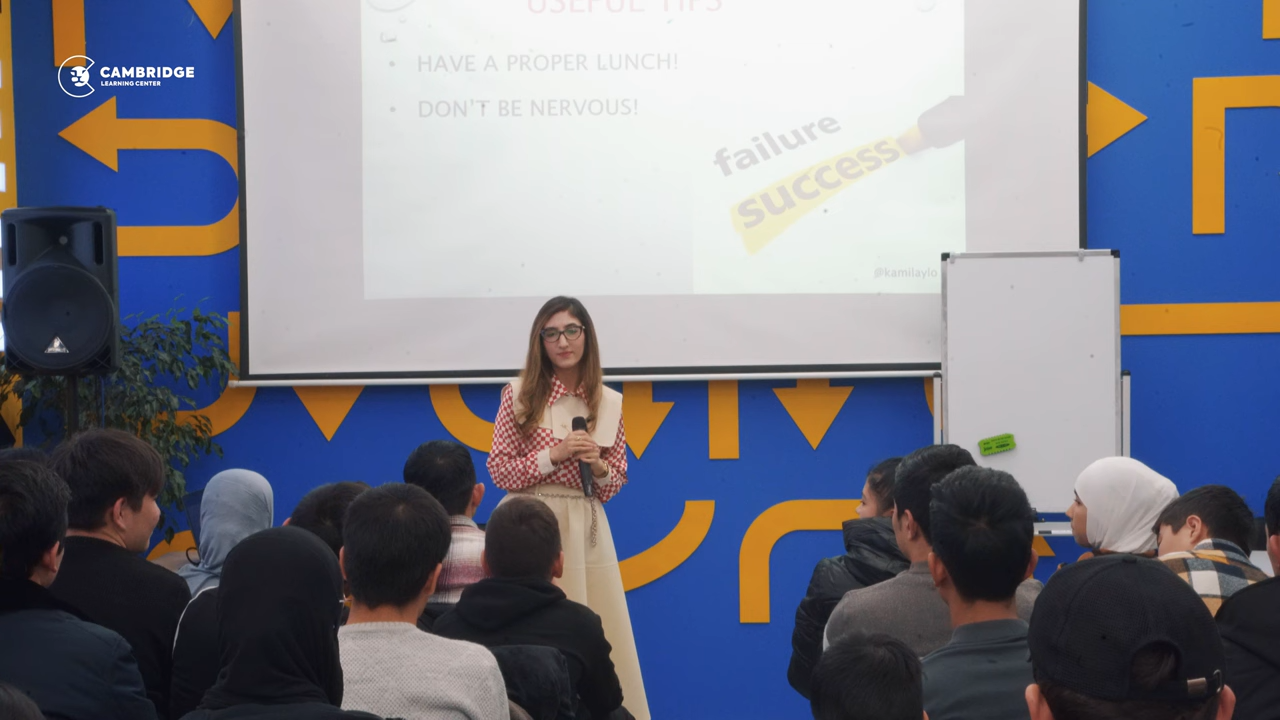 CAMBRIDGE
LEARNING CENTER
USEFUL TIPS
• HAVE A PROPER LUNCH!
• DON'T BE NERVOUS!
failure
success
@kamilaylo